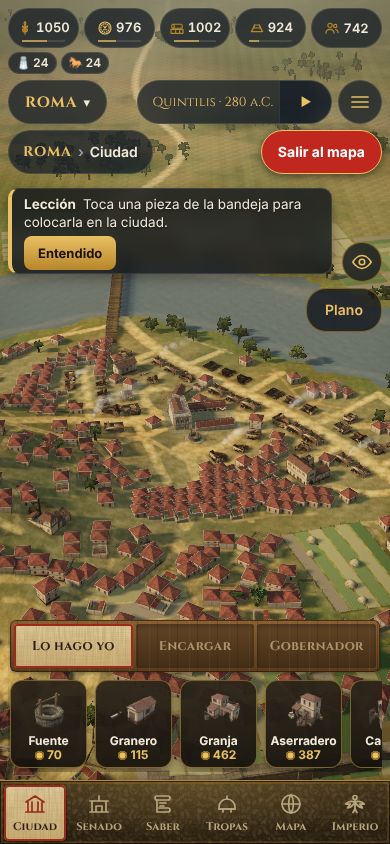 1050 976 1002 924 742
24 24
ROMA ▾ QUINTILIS · 280 A.C.
ROMA › Ciudad Salir al mapa
Lección Toca una pieza de la bandeja para
colocarla en la ciudad.
Entendido
Plano
LO HAGO YO ENCARGAR GOBERNADOR
Fuente Granero Granja Aserradero Ca
70 115 462 387
CIUDAD SENADO SABER TROPAS MAPA IMPERIO